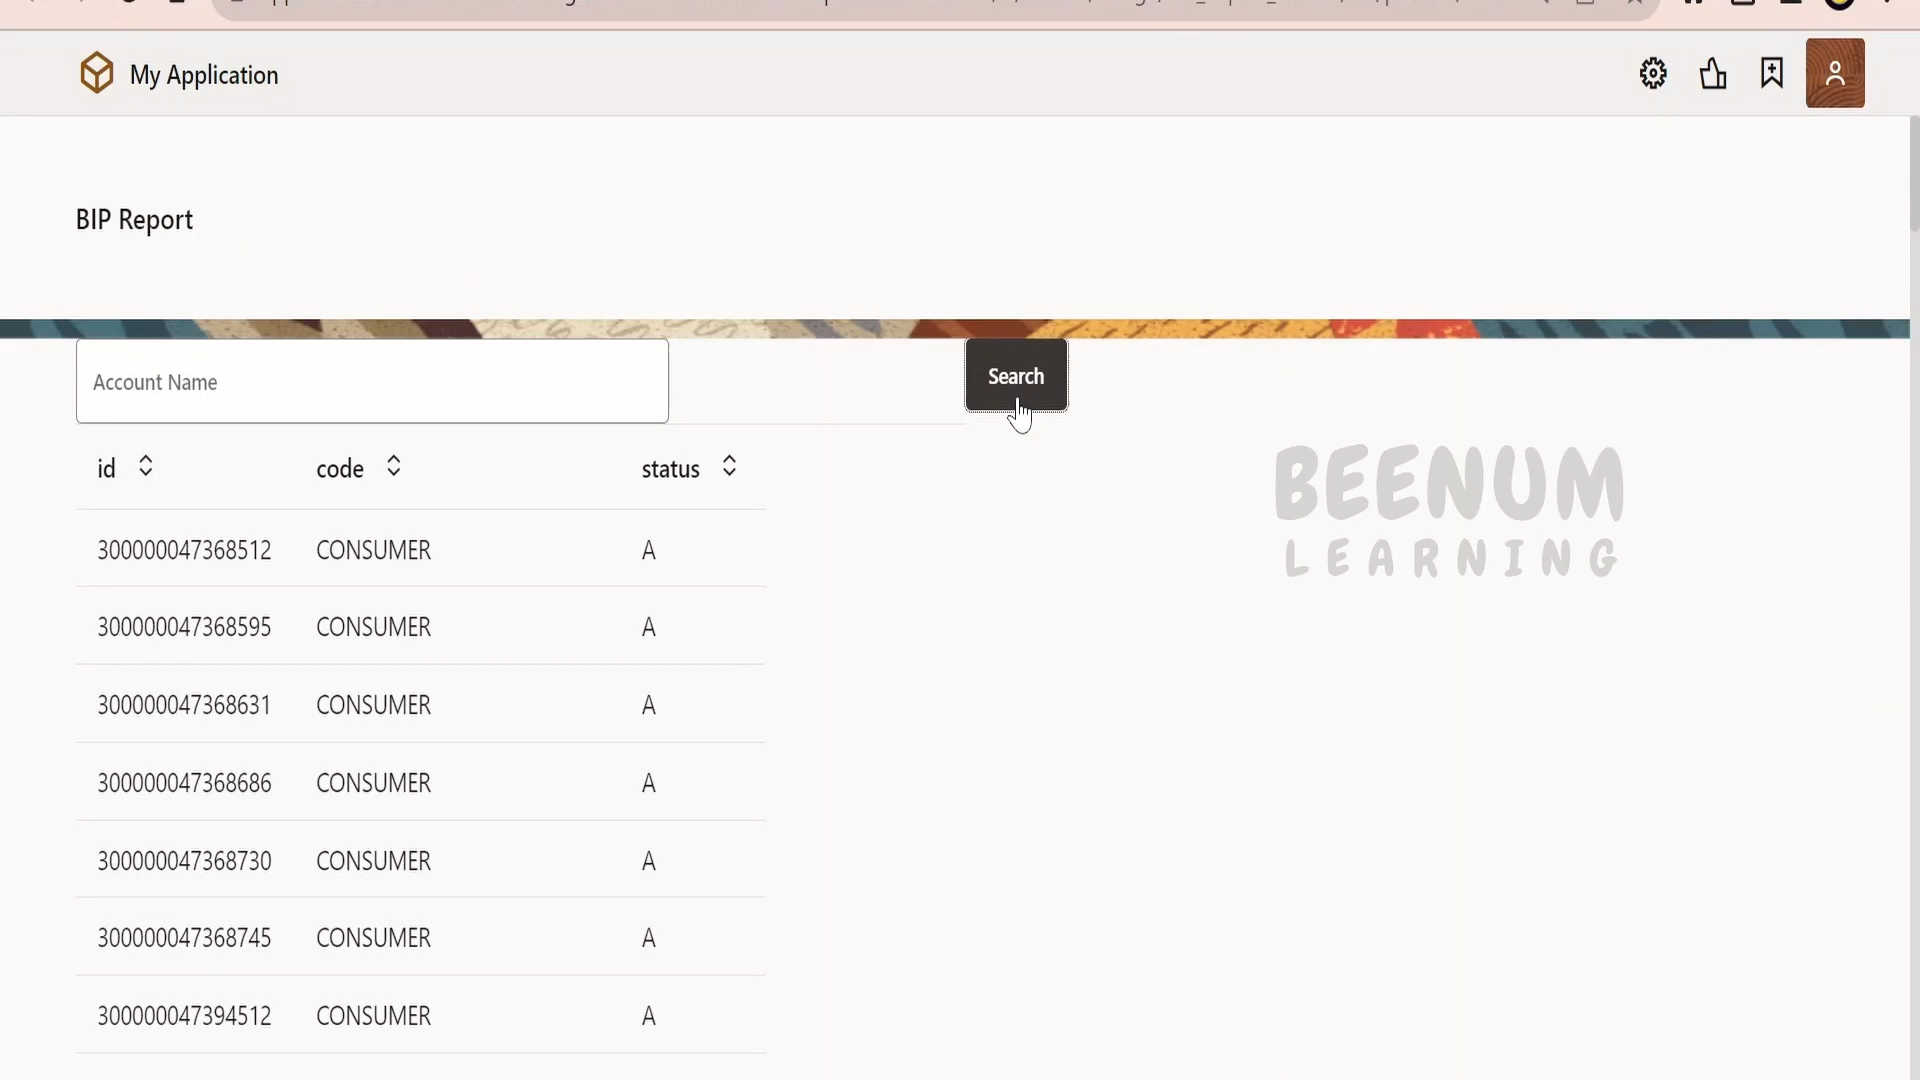 My Application
BIP Report
Account Name
Search
id code status
300000047368512 CONSUMER A
300000047368595 CONSUMER A
300000047368631 CONSUMER A
300000047368686 CONSUMER A
300000047368730 CONSUMER A
300000047368745 CONSUMER A
300000047394512 CONSUMER A
BEENUM
LEARNING